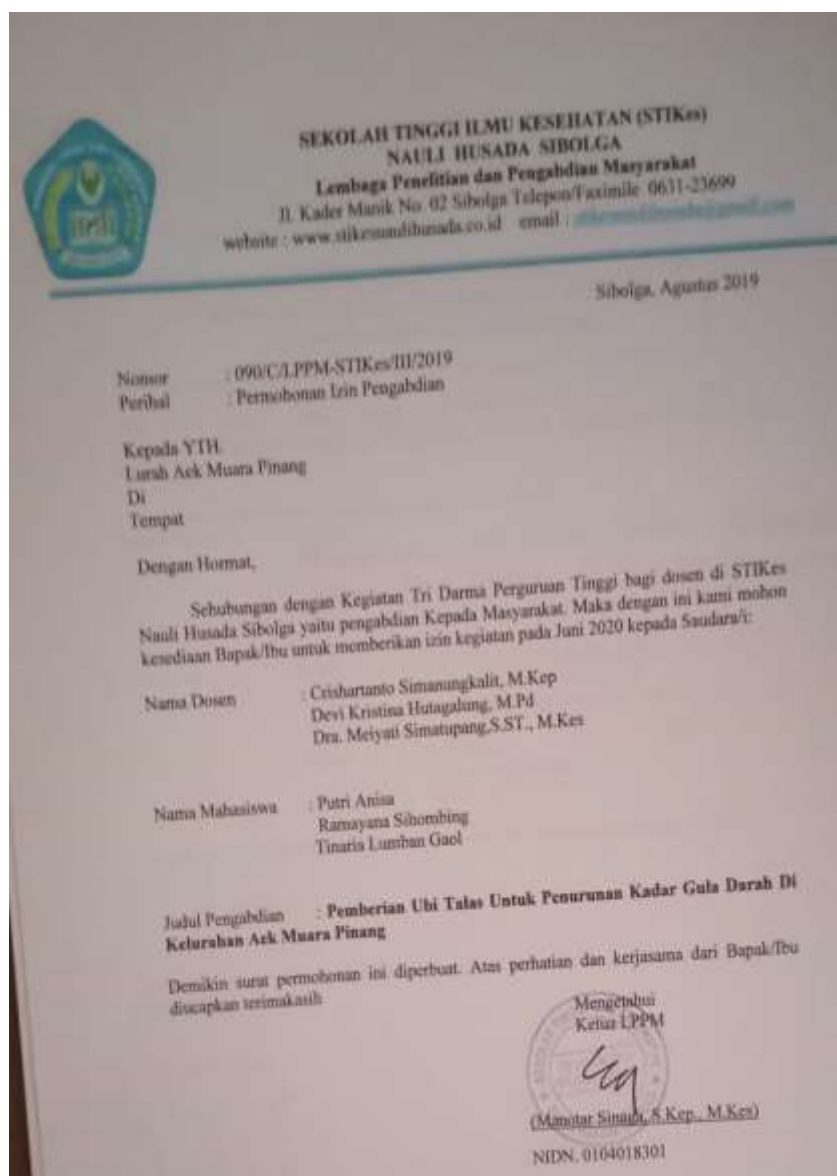 SEKOLAH TINGGI ILMU KESEHATAN (STIKes)
NAULI HUSADA SIBOLGA
Lembaga Penelitian dan Pengabdian Masyarakat
Jl. Kader Manik No. 02 Sibolga Telepon/Faximile 0631-23699
website : www.stikesnaulihusada.co.id email :
Sibolga, Agustus 2019
Nomor : 090/C/LPPM-STIKes/III/2019
Perihal : Permohonan Izin Pengabdian
Kepada YTH.
Lurah Aek Muara Pinang
Di
Tempat
Dengan Hormat,
Sehubungan dengan Kegiatan Tri Darma Perguruan Tinggi bagi dosen di STIKes
Nauli Husada Sibolga yaitu pengabdian Kepada Masyarakat. Maka dengan ini kami mohon
kesediaan Bapak/Ibu untuk memberikan izin kegiatan pada Juni 2020 kepada Saudara/i:
Nama Dosen : Crishartanto Simanungkalit, M.Kep
Devi Kristina Hutagalung, M.Pd
Dra. Meiyati Simatupang,S.ST., M.Kes
Nama Mahasiswa : Putri Anisa
Ramayana Sihombing
Tinaria Lumban Gaol
Judul Pengabdian : Pemberian Ubi Talas Untuk Penurunan Kadar Gula Darah Di
Kelurahan Aek Muara Pinang
Demikin surat permohonan ini diperbuat. Atas perhatian dan kerjasama dari Bapak/Ibu
diucapkan terimakasih
Mengetahui
Ketua LPPM
(Manotar Sinaga, S.Kep., M.Kes)
NIDN. 0104018301